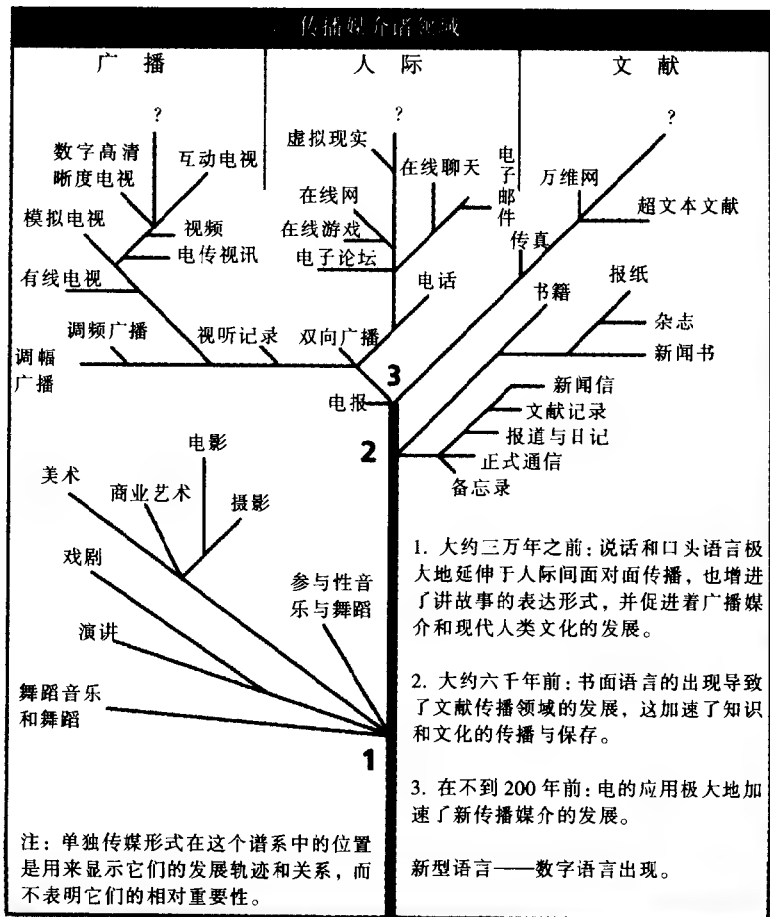 传播媒介诸领域
广播
人际
文献
?
?
?
数字高清
晰度电视
互动电视
模拟电视
视频
电传视讯
有线电视
调频广播
视听记录
双向广播
调幅
广播
虚拟现实
在线聊天
电子邮件
在线网
在线游戏
电子论坛
电话
传真
万维网
超文本文献
书籍
报纸
杂志
新闻书
3
电报
新闻信
文献记录
报道与日记
正式通信
备忘录
2
电影
美术
商业艺术
摄影
戏剧
参与性音
乐与舞蹈
演讲
舞蹈音乐
和舞蹈
1
1. 大约三万年之前：说话和口头语言极
大地延伸于人际间面对面传播，也增进
了讲故事的表达形式，并促进着广播媒
介和现代人类文化的发展。
2. 大约六千年前：书面语言的出现导致
了文献传播领域的发展，这加速了知识
和文化的传播与保存。
3. 在不到 200 年前：电的应用极大地加
速了新传播媒介的发展。
新型语言——数字语言出现。
注：单独传媒形式在这个谱系中的位置
是用来显示它们的发展轨迹和关系，而
不表明它们的相对重要性。